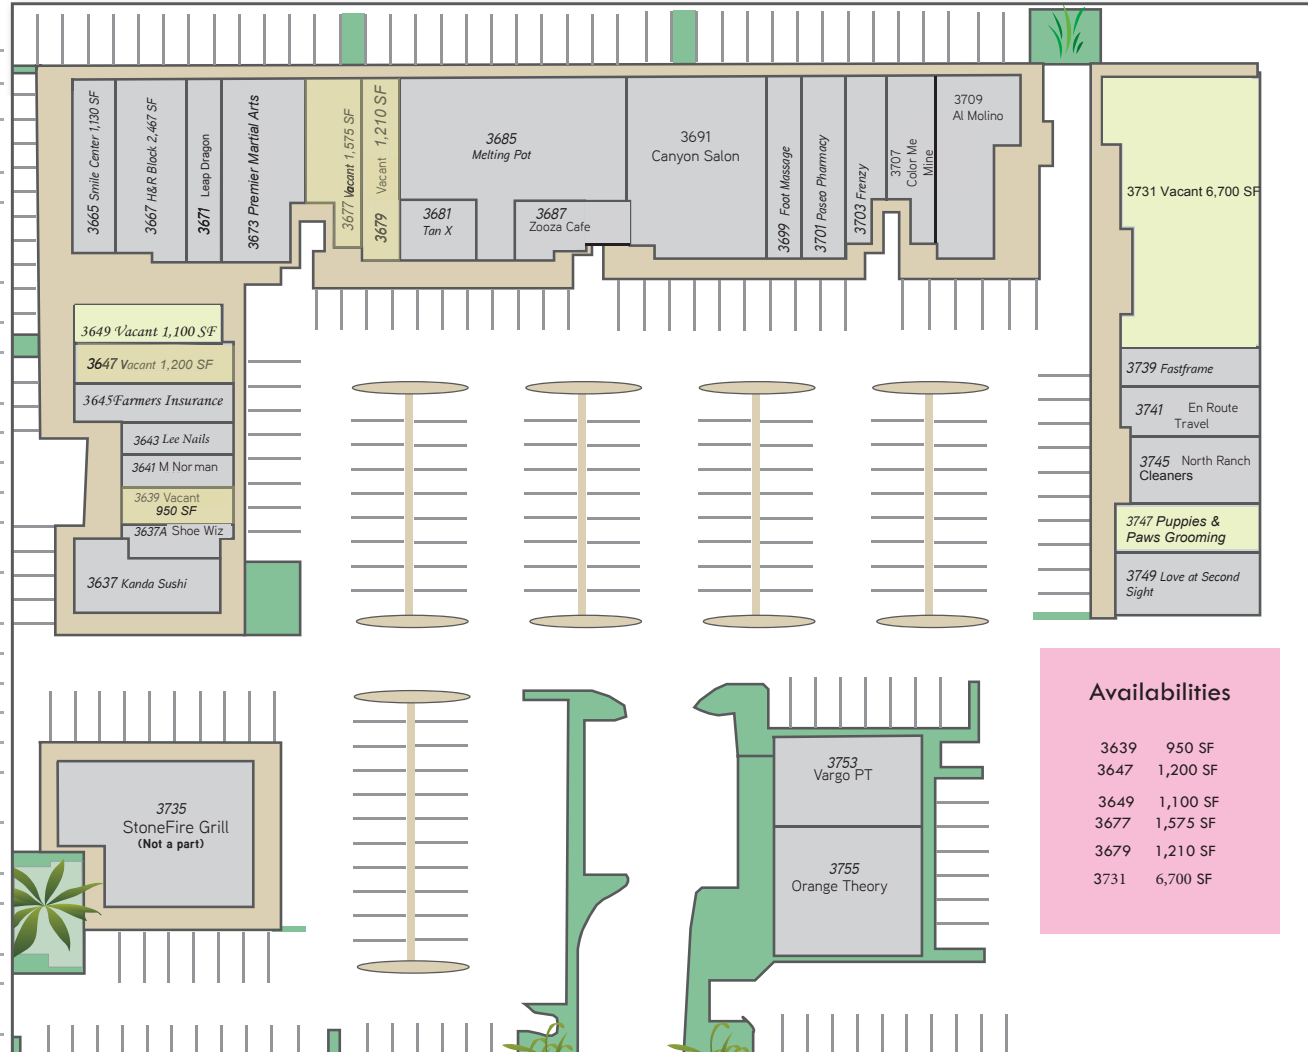 3665 Smile Center 1,130 SF
3667 H&R Block 2,467 SF
3671 Leap Dragon
3673 Premier Martial Arts
3677 Vacant 1,575 SF
3679 Vacant 1,210 SF
3685
Melting Pot
3681
Tan X
3687
Zooza Cafe
3691
Canyon Salon
3699 Foot Massage
3701 Paseo Pharmacy
3703 Frenzy
3707
Color Me
Mine
3709
Al Molino
3731 Vacant 6,700 SF
3649 Vacant 1,100 SF
3647 Vacant 1,200 SF
3645Farmers Insurance
3643 Lee Nails
3641 M Norman
3639 Vacant
950 SF
3637A Shoe Wiz
3637 Kanda Sushi
3739 Fastframe
3741 En Route
Travel
3745 North Ranch
Cleaners
3747 Puppies &
Paws Grooming
3749 Love at Second
Sight
3735
StoneFire Grill
(Not a part)
3753
Vargo PT
3755
Orange Theory
Availabilities
3639 950 SF
3647 1,200 SF
3649 1,100 SF
3677 1,575 SF
3679 1,210 SF
3731 6,700 SF